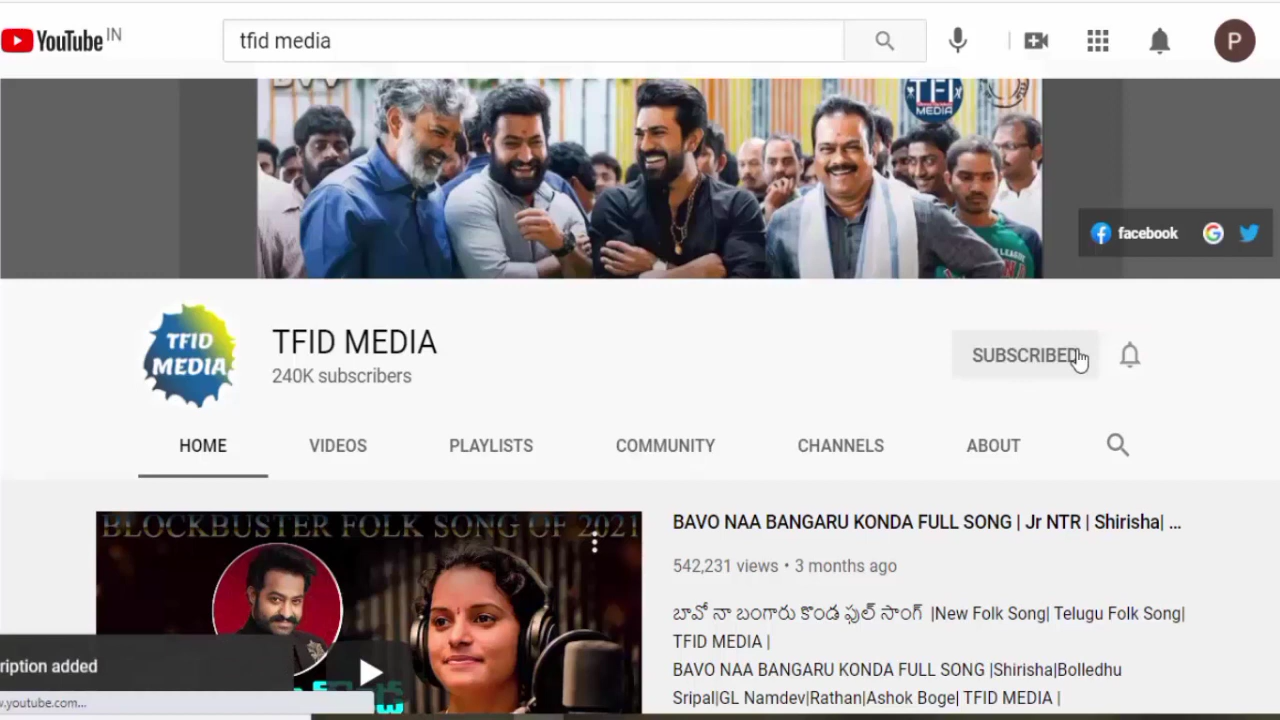 YouTube IN
tfid media
P
TFI
MEDIA
facebook
TFID
MEDIA
TFID MEDIA
240K subscribers
SUBSCRIBED
HOME VIDEOS PLAYLISTS COMMUNITY CHANNELS ABOUT
BLOCKBUSTER FOLK SONG OF 2021
BAVO NAA BANGARU KONDA FULL SONG | Jr NTR | Shirisha| ...
542,231 views • 3 months ago
బావో నా బంగారు కొండ ఫుల్ సాంగ్ |New Folk Song| Telugu Folk Song|
TFID MEDIA |
BAVO NAA BANGARU KONDA FULL SONG |Shirisha|Bolledhu
Sripal|GL Namdev|Rathan|Ashok Boge| TFID MEDIA |
ription added
w.youtube.com...